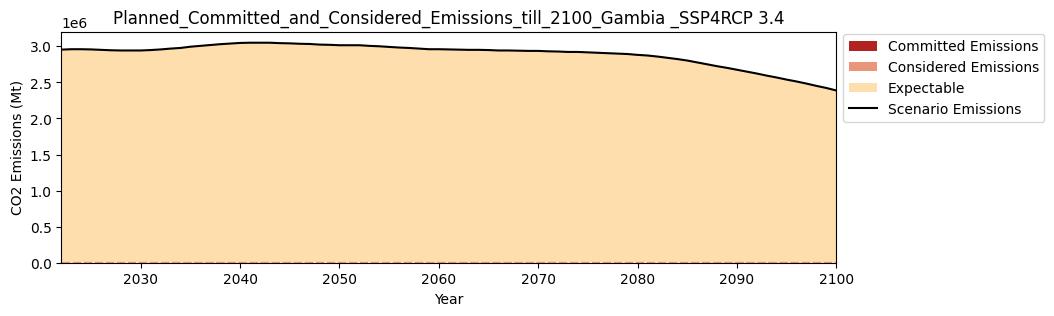 Planned_Committed_and_Considered_Emissions_till_2100_Gambia _SSP4RCP 3.4
1e6
3.0
2.5
2.0
1.5
1.0
0.5
0.0
CO2 Emissions (Mt)
2030 2040 2050 2060 2070 2080 2090 2100
Year
Committed Emissions
Considered Emissions
Expectable
Scenario Emissions